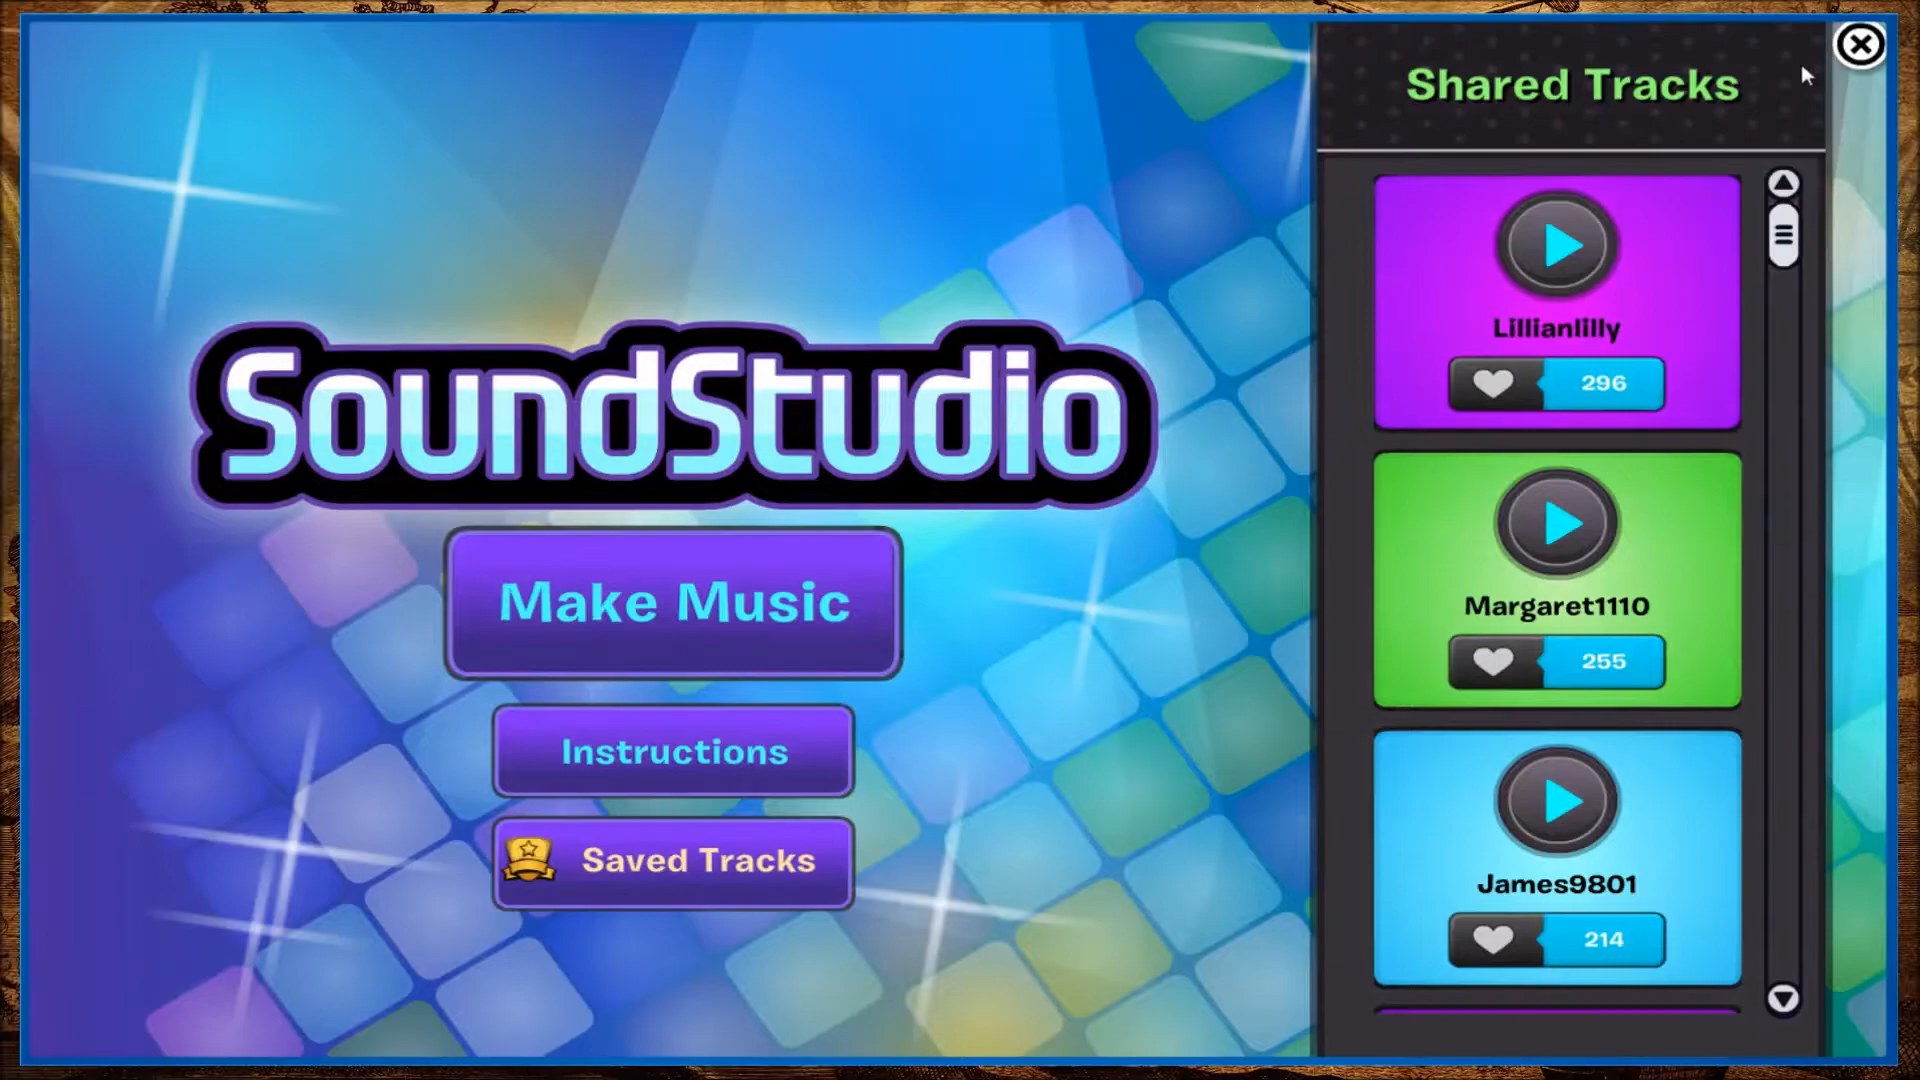 SoundStudio
Make Music
Instructions
Saved Tracks
Shared Tracks
Lillianlilly
296
Margaret1110
255
James9801
214